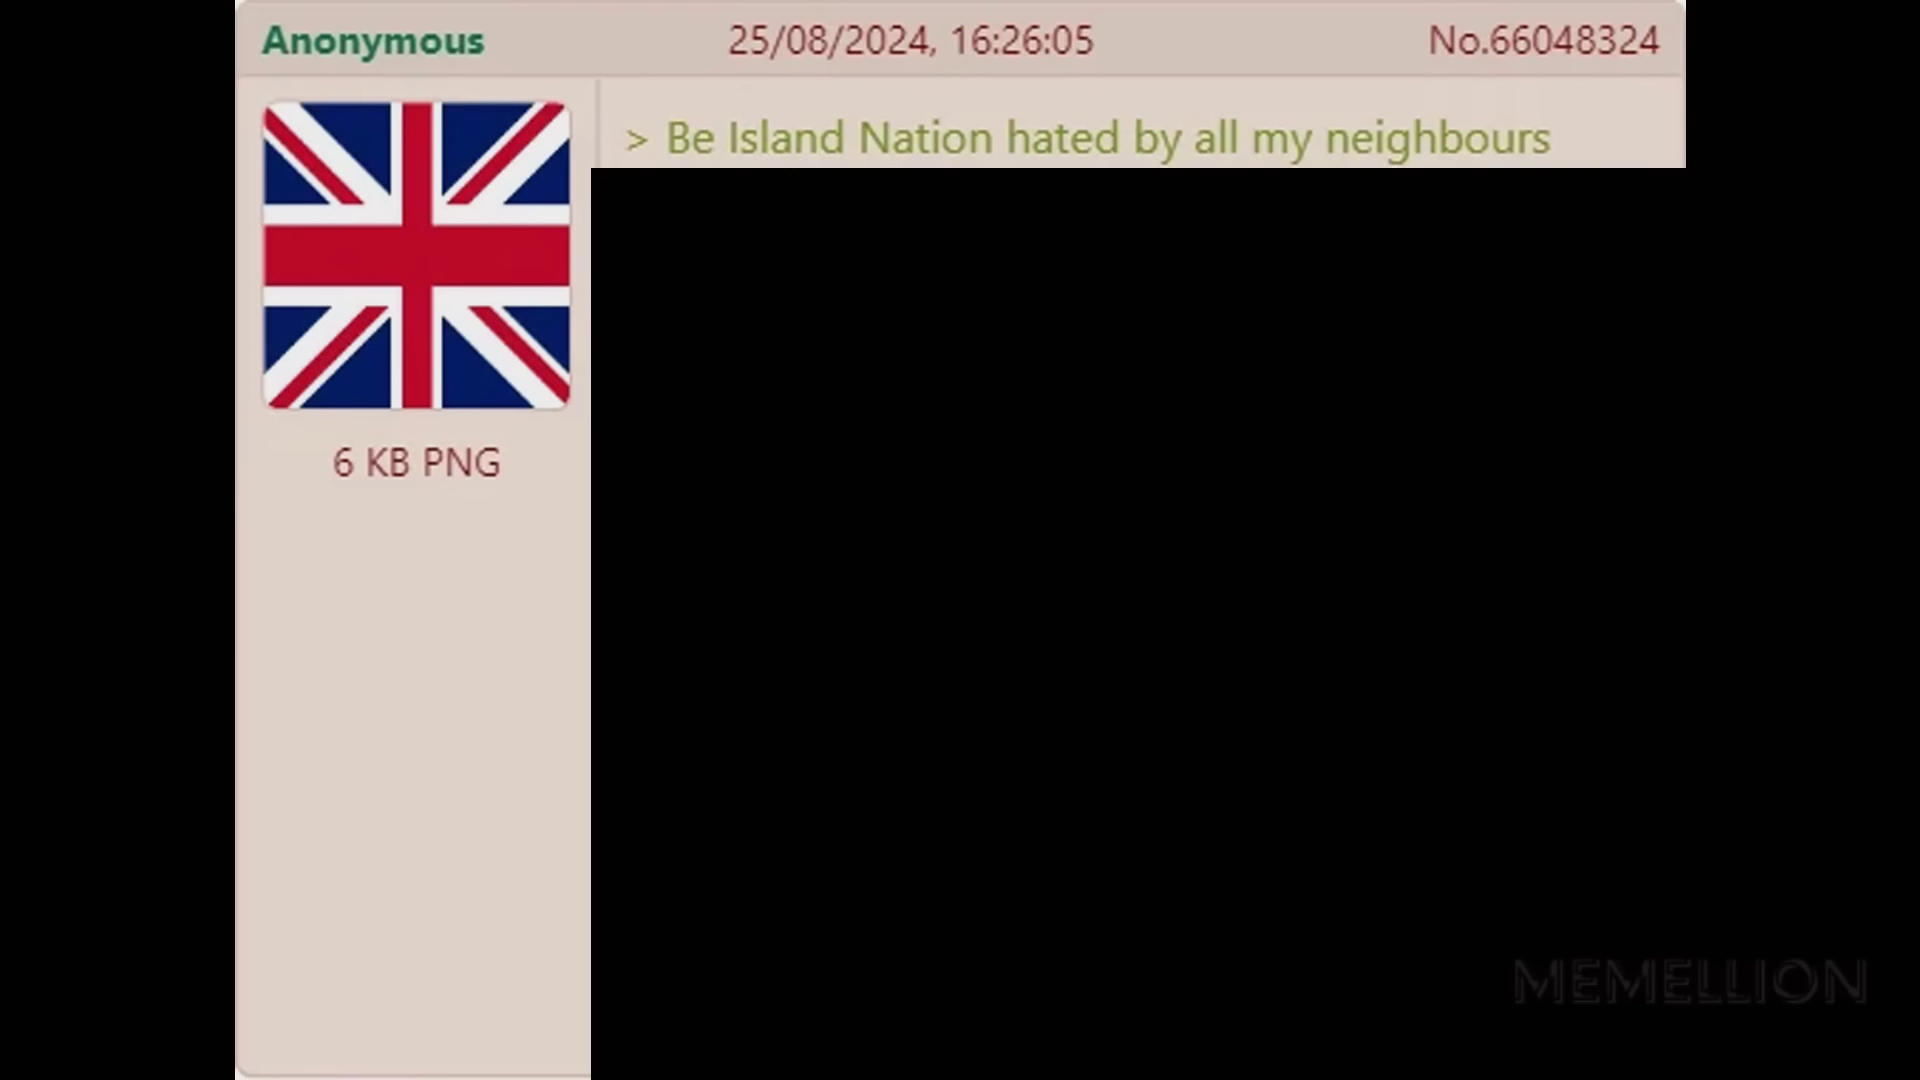 Anonymous 25/08/2024, 16:26:05 No.66048324
> Be Island Nation hated by all my neighbours
6 KB PNG
MEMELLION